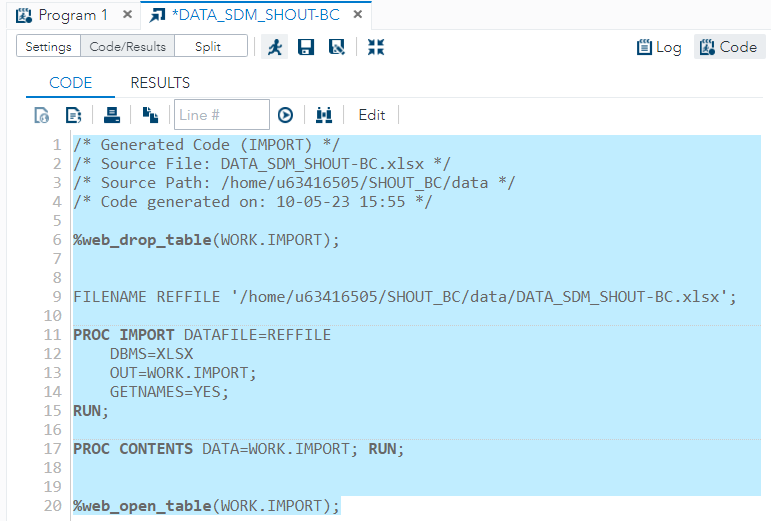 Program 1 × *DATA_SDM_SHOUT-BC ×
Settings Code/Results Split Log Code
CODE RESULTS
Line # Edit
1 /* Generated Code (IMPORT) */
2 /* Source File: DATA_SDM_SHOUT-BC.xlsx */
3 /* Source Path: /home/u63416505/SHOUT_BC/data */
4 /* Code generated on: 10-05-23 15:55 */
5
6 %web_drop_table(WORK.IMPORT);
7
8
9 FILENAME REFFILE '/home/u63416505/SHOUT_BC/data/DATA_SDM_SHOUT-BC.xlsx';
10
11 PROC IMPORT DATAFILE=REFFILE
12     DBMS=XLSX
13     OUT=WORK.IMPORT;
14     GETNAMES=YES;
15 RUN;
16
17 PROC CONTENTS DATA=WORK.IMPORT; RUN;
18
19
20 %web_open_table(WORK.IMPORT);